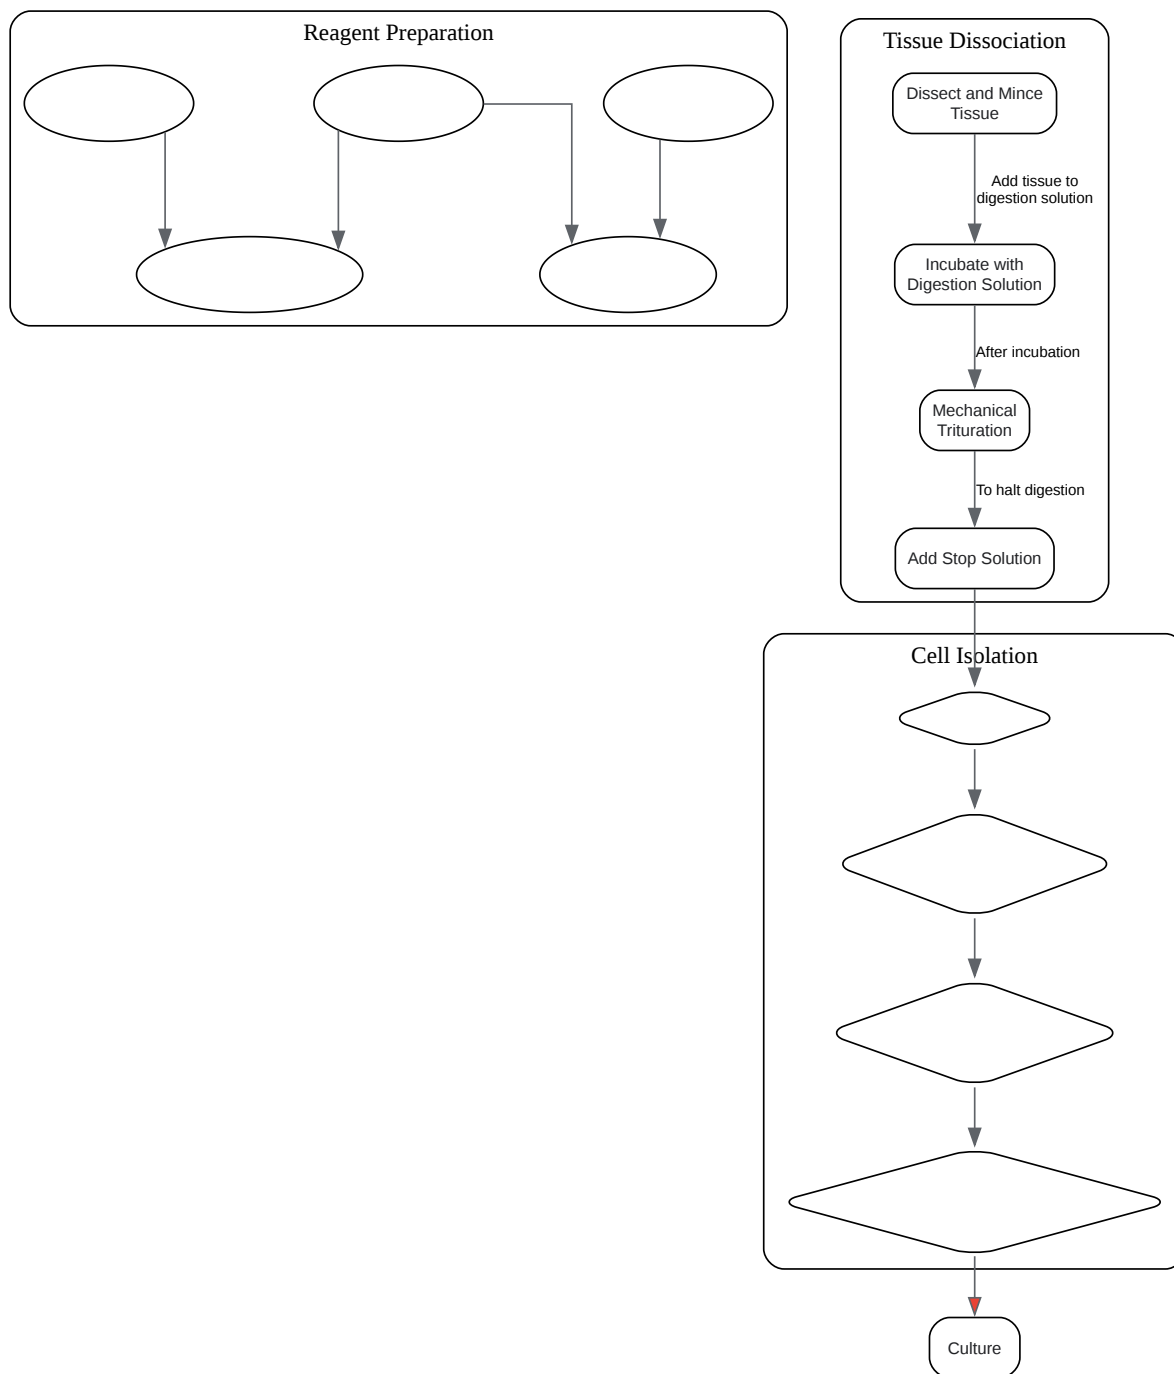 Reagent Preparation
Tissue Dissociation
Dissect and Mince
Tissue
Add tissue to
digestion solution
Incubate with
Digestion Solution
After incubation
Mechanical
Trituration
To halt digestion
Add Stop Solution
Cell Isolation
Culture